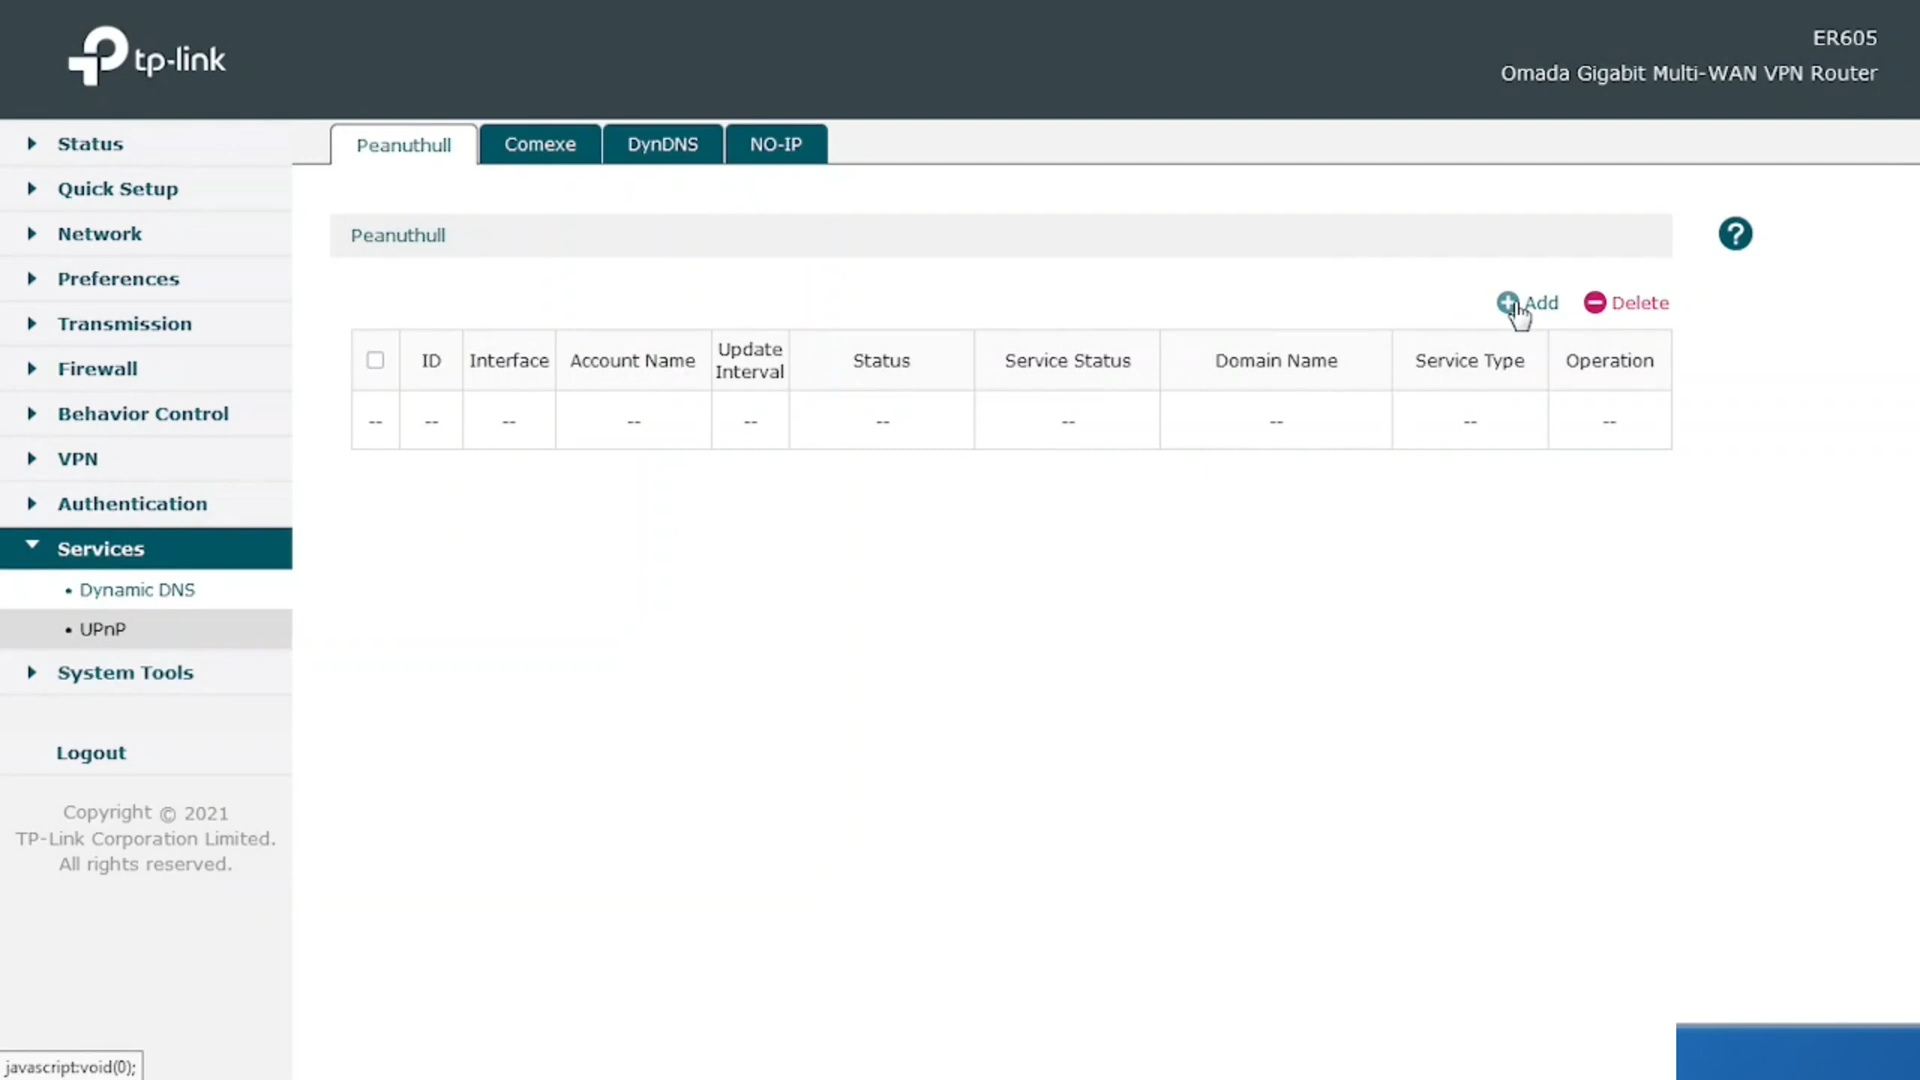 tp-link
ER605
Omada Gigabit Multi-WAN VPN Router
Status
Quick Setup
Network
Preferences
Transmission
Firewall
Behavior Control
VPN
Authentication
Services
• Dynamic DNS
• UPnP
System Tools
Logout
Copyright © 2021
TP-Link Corporation Limited.
All rights reserved.
Peanuthull Comexe DynDNS NO-IP
Peanuthull
?
Add Delete
ID Interface Account Name Update Interval Status Service Status Domain Name Service Type Operation
-- -- -- -- -- -- -- -- -- --
javascript:void(0);